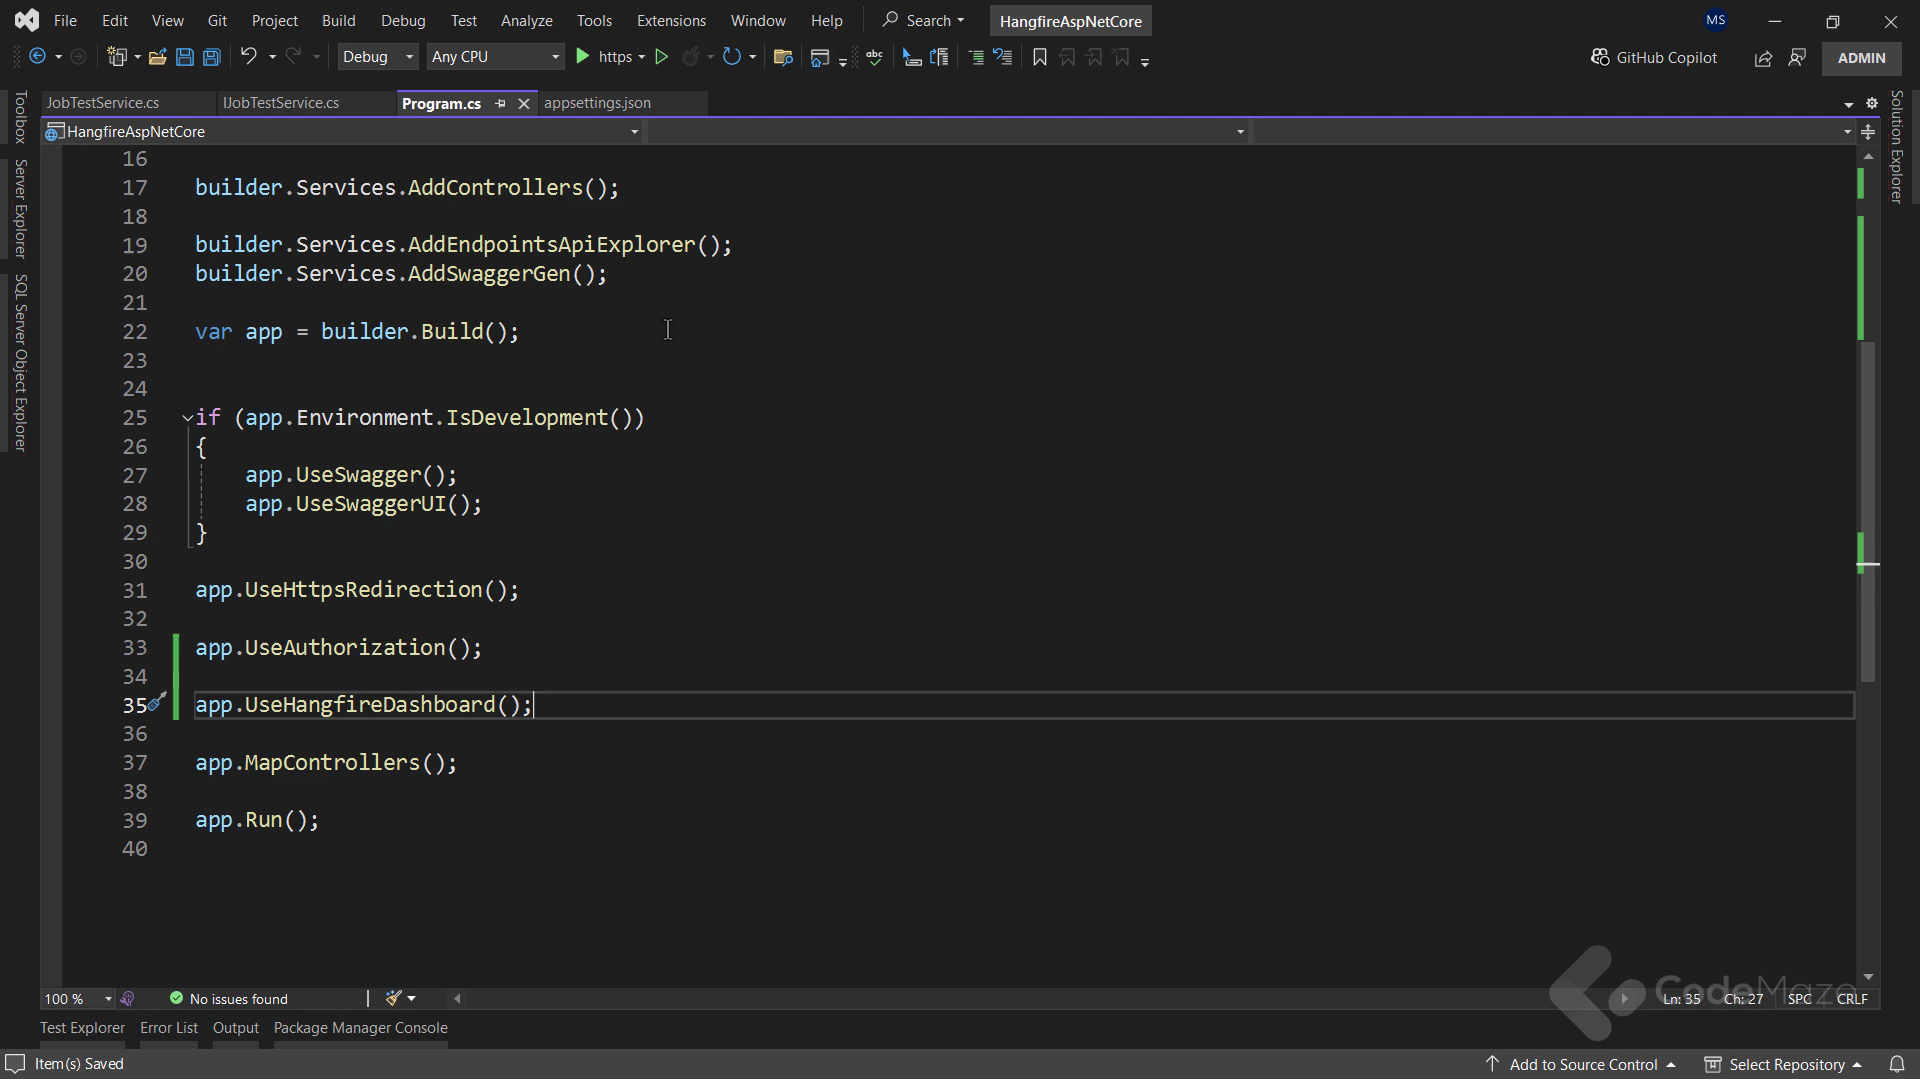 File Edit View Git Project Build Debug Test Analyze Tools Extensions Window Help Search HangfireAspNetCore MS
Debug Any CPU https GitHub Copilot ADMIN
JobTestService.cs IJobTestService.cs Program.cs appsettings.json
HangfireAspNetCore
Toolbox
Server Explorer
SQL Server Object Explorer
Solution Explorer
16
17 builder.Services.AddControllers();
18
19 builder.Services.AddEndpointsApiExplorer();
20 builder.Services.AddSwaggerGen();
21
22 var app = builder.Build();
23
24
25 if (app.Environment.IsDevelopment())
26 {
27 app.UseSwagger();
28 app.UseSwaggerUI();
29 }
30
31 app.UseHttpsRedirection();
32
33 app.UseAuthorization();
34
35 app.UseHangfireDashboard();
36
37 app.MapControllers();
38
39 app.Run();
40
CodeMaze
100 % No issues found Ln: 35 Ch: 27 SPC CRLF
Test Explorer Error List Output Package Manager Console
Item(s) Saved Add to Source Control Select Repository